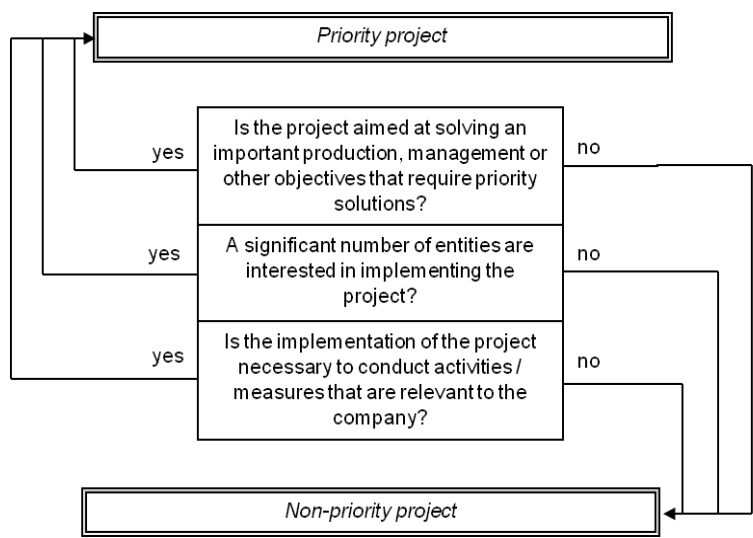 Priority project
Is the project aimed at solving an
important production, management or
other objectives that require priority
solutions?
yes
no
A significant number of entities are
interested in implementing the
project?
yes
no
Is the implementation of the project
necessary to conduct activities /
measures that are relevant to the
company?
yes
no
Non-priority project